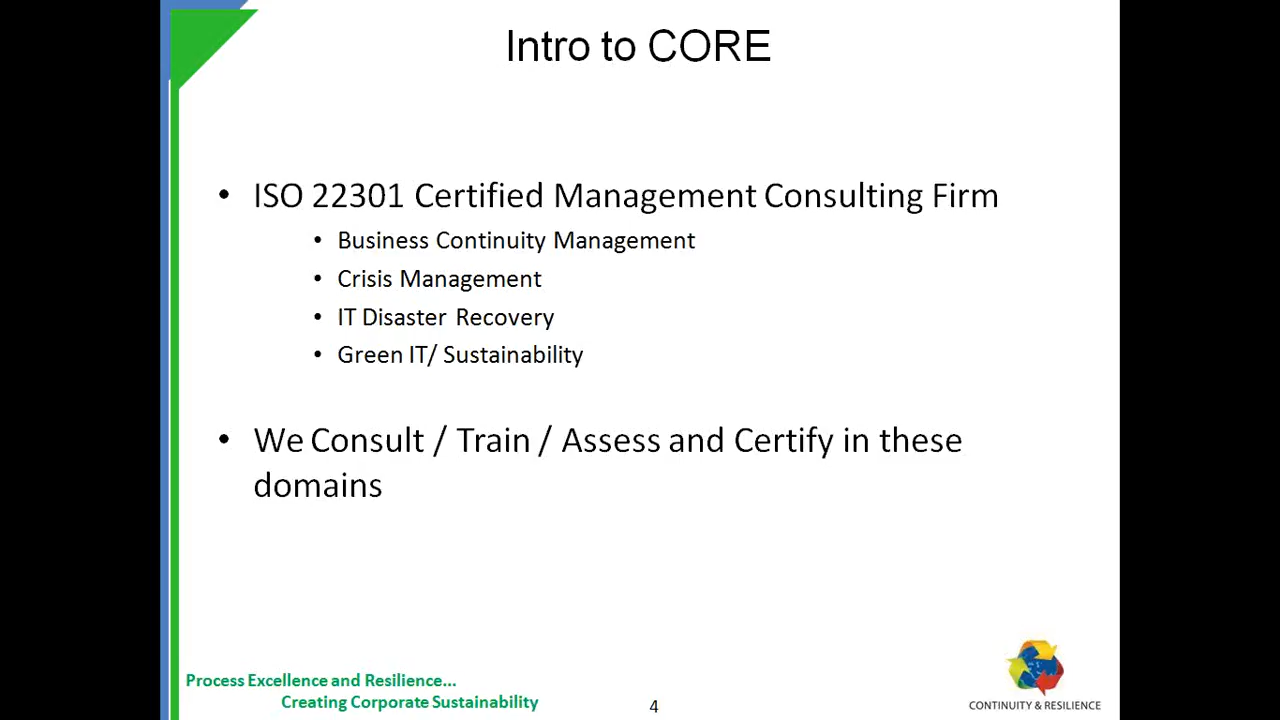 Intro to CORE
• ISO 22301 Certified Management Consulting Firm
• Business Continuity Management
• Crisis Management
• IT Disaster Recovery
• Green IT/ Sustainability
• We Consult / Train / Assess and Certify in these
domains
Process Excellence and Resilience...
Creating Corporate Sustainability
4
CONTINUITY & RESILIENCE